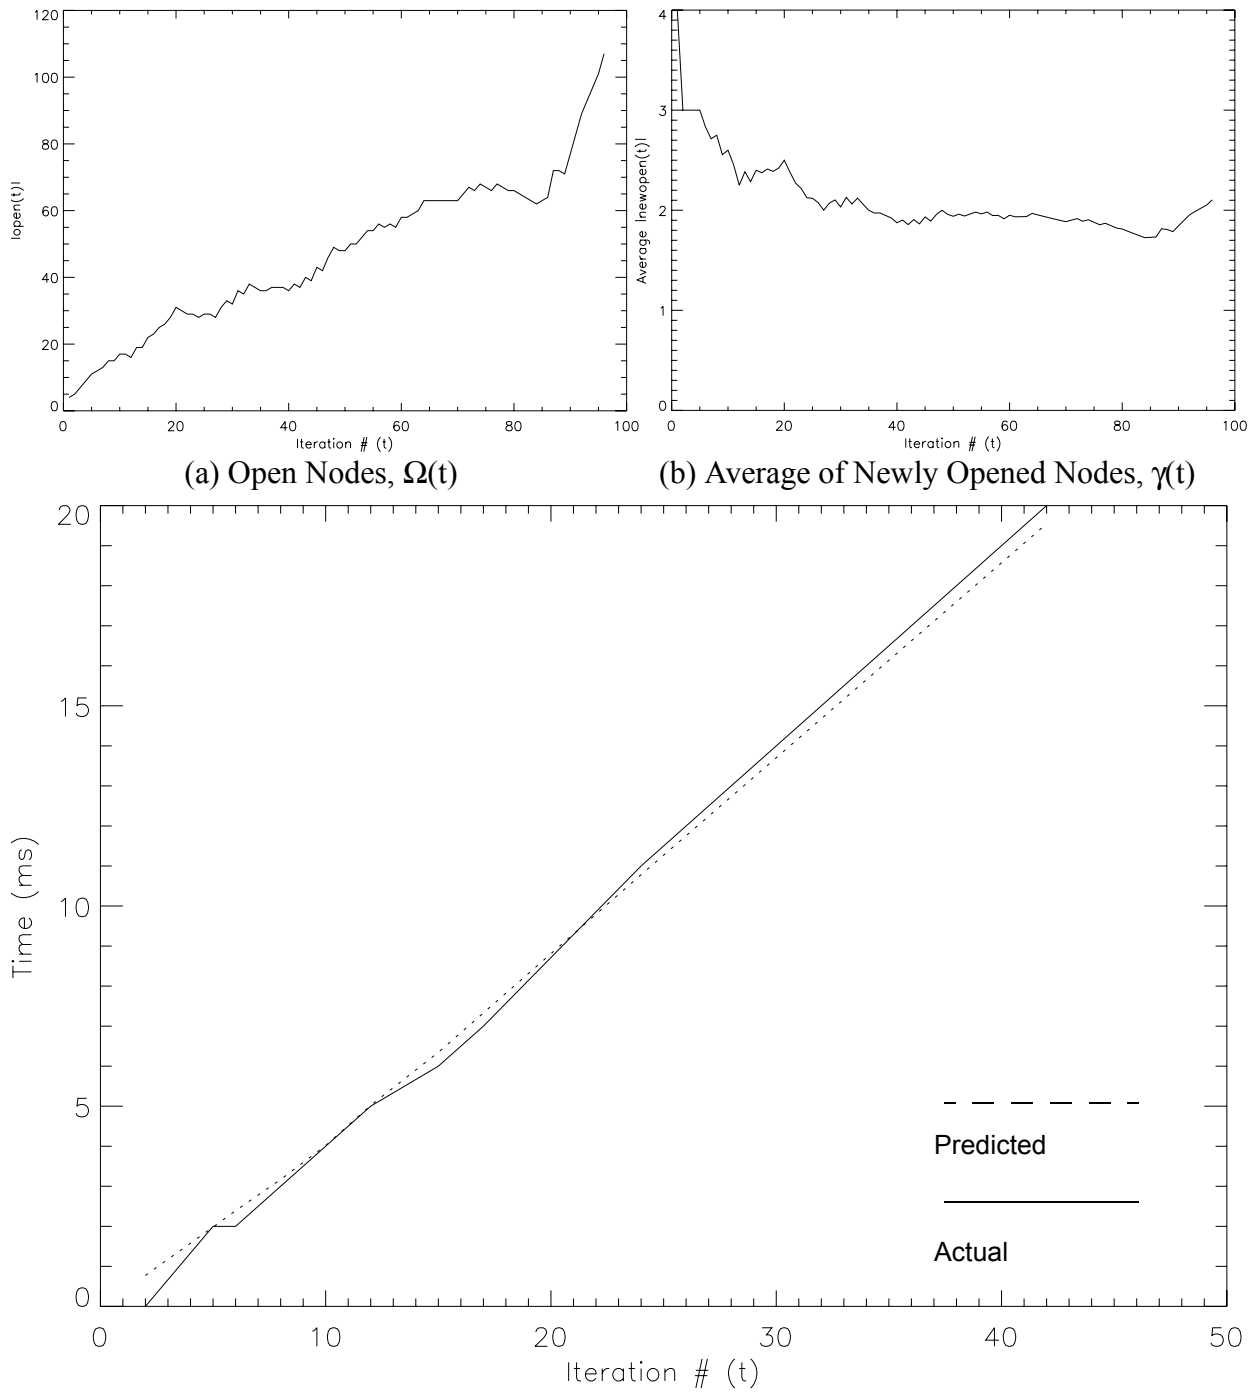 120
100
80
60
40
20
0
|open(t)|
0 20 40 60 80 100
Iteration # (t)
(a) Open Nodes, Ω(t)
4
3
2
1
0
Average |newopen(t)|
0 20 40 60 80 100
Iteration # (t)
(b) Average of Newly Opened Nodes, γ(t)
20
15
10
5
0
Time (ms)
Predicted
Actual
0 10 20 30 40 50
Iteration # (t)